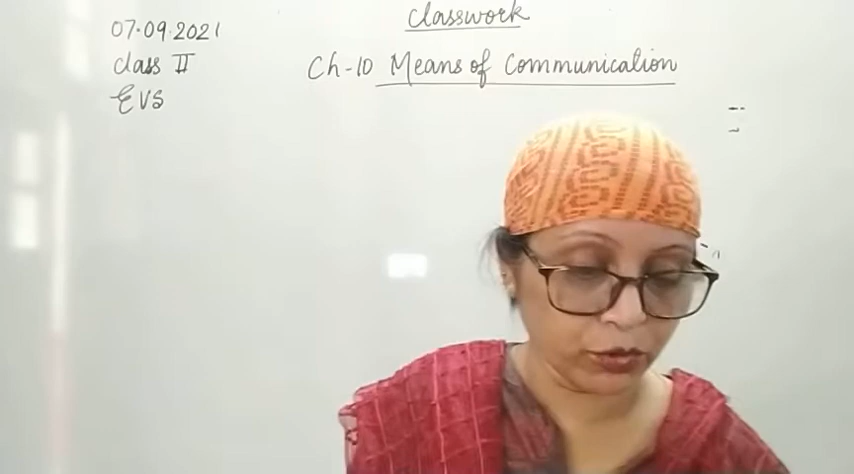 Classwork
07.09.2021
Class II
Ch-10 Means of Communication
EVS